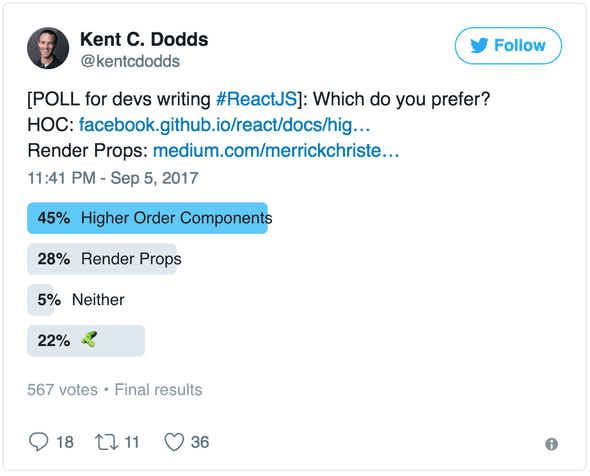 Kent C. Dodds
@kentcdodds
Follow
[POLL for devs writing #ReactJS]: Which do you prefer?
HOC: facebook.github.io/react/docs/hig…
Render Props: medium.com/merrickchriste…
11:41 PM - Sep 5, 2017
45% Higher Order Components
28% Render Props
5% Neither
22% 🥒
567 votes • Final results
18 11 36